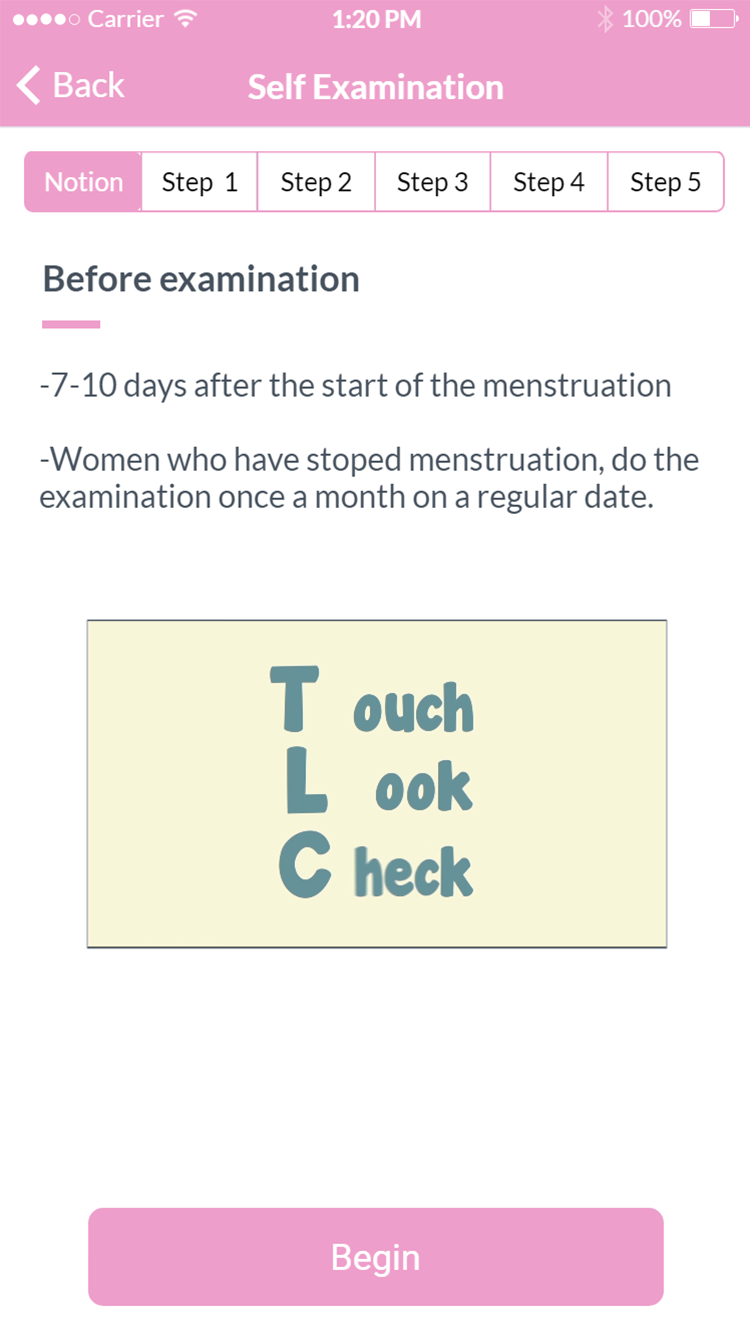 Carrier 1:20 PM 100%
Back Self Examination
Notion Step 1 Step 2 Step 3 Step 4 Step 5
Before examination
-7-10 days after the start of the menstruation
-Women who have stoped menstruation, do the
examination once a month on a regular date.
T ouch
L ook
C heck
Begin